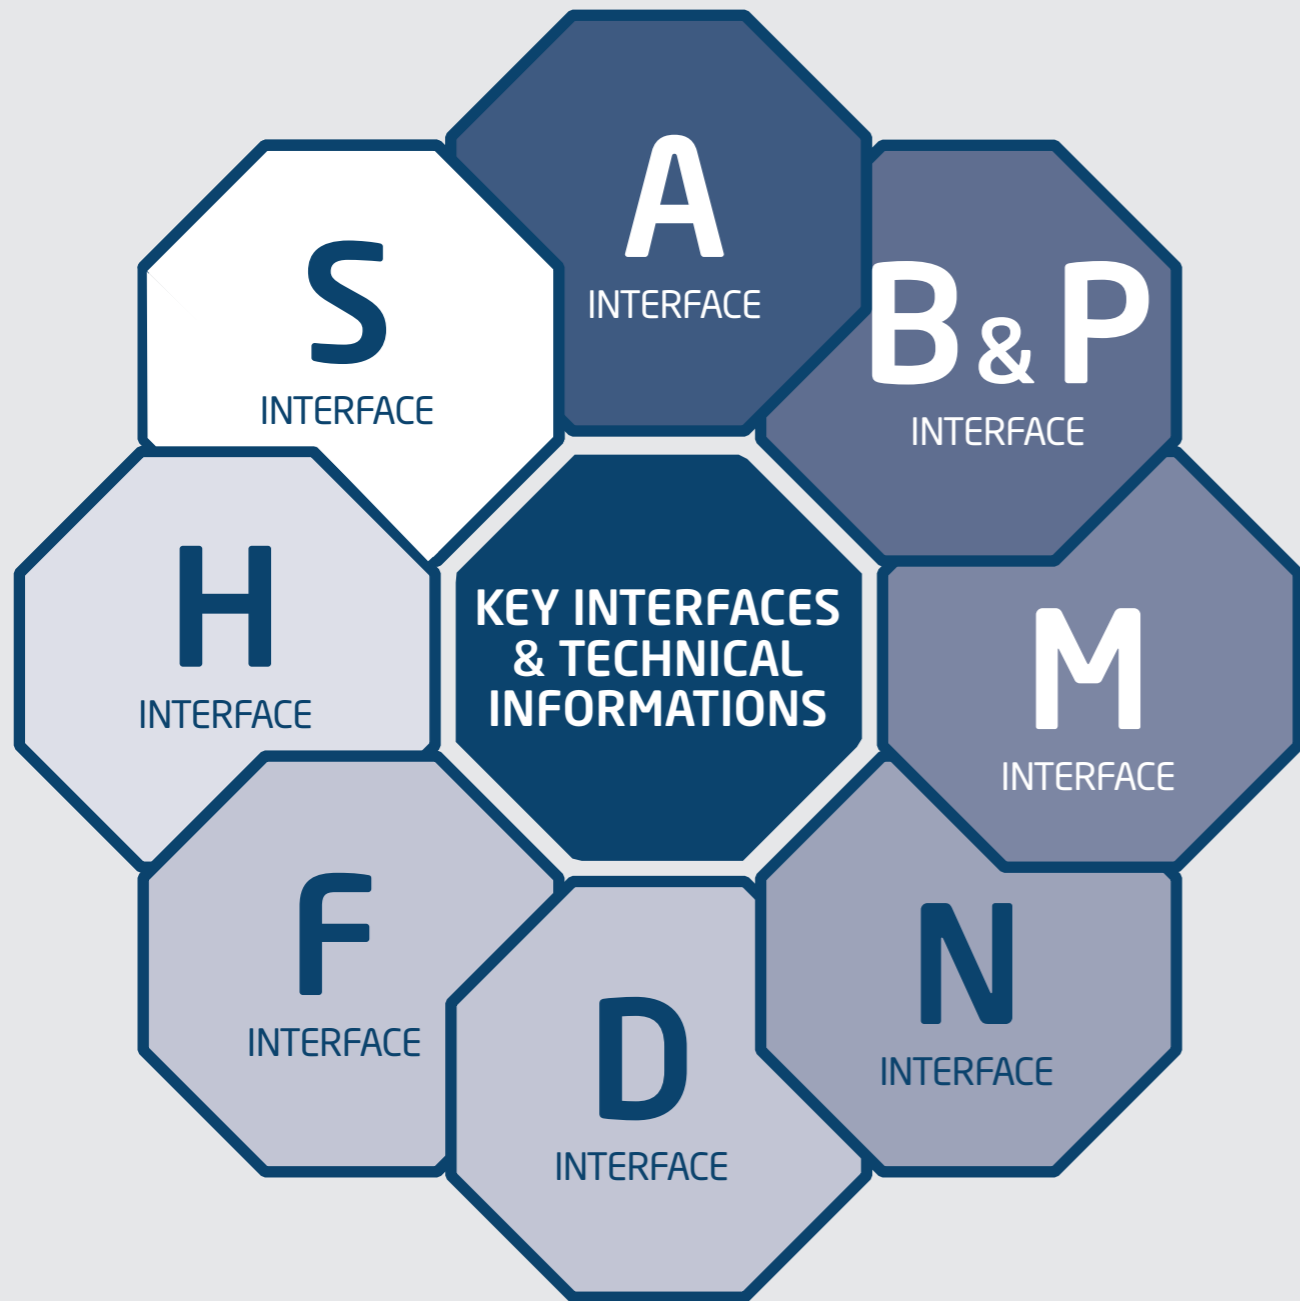 A
INTERFACE
B & P
INTERFACE
M
INTERFACE
N
INTERFACE
D
INTERFACE
F
INTERFACE
H
INTERFACE
S
INTERFACE
KEY INTERFACES
& TECHNICAL
INFORMATIONS